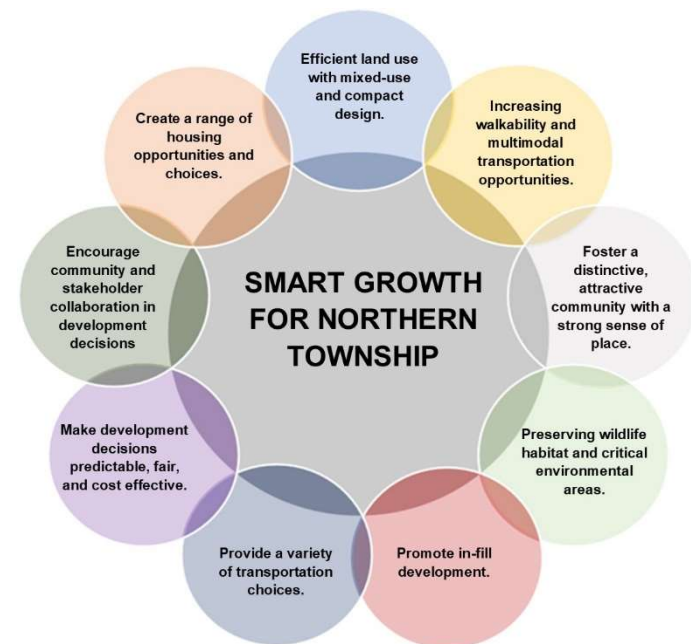 Efficient land use
with mixed-use
and compact
design.
Increasing
walkability and
multimodal
transportation
opportunities.
Foster a
distinctive,
attractive
community with a
strong sense of
place.
Preserving wildlife
habitat and critical
environmental
areas.
Promote in-fill
development.
Provide a variety
of transportation
choices.
Make development
decisions
predictable, fair,
and cost effective.
Encourage
community and
stakeholder
collaboration in
development
decisions
Create a range of
housing
opportunities and
choices.
SMART GROWTH
FOR NORTHERN
TOWNSHIP